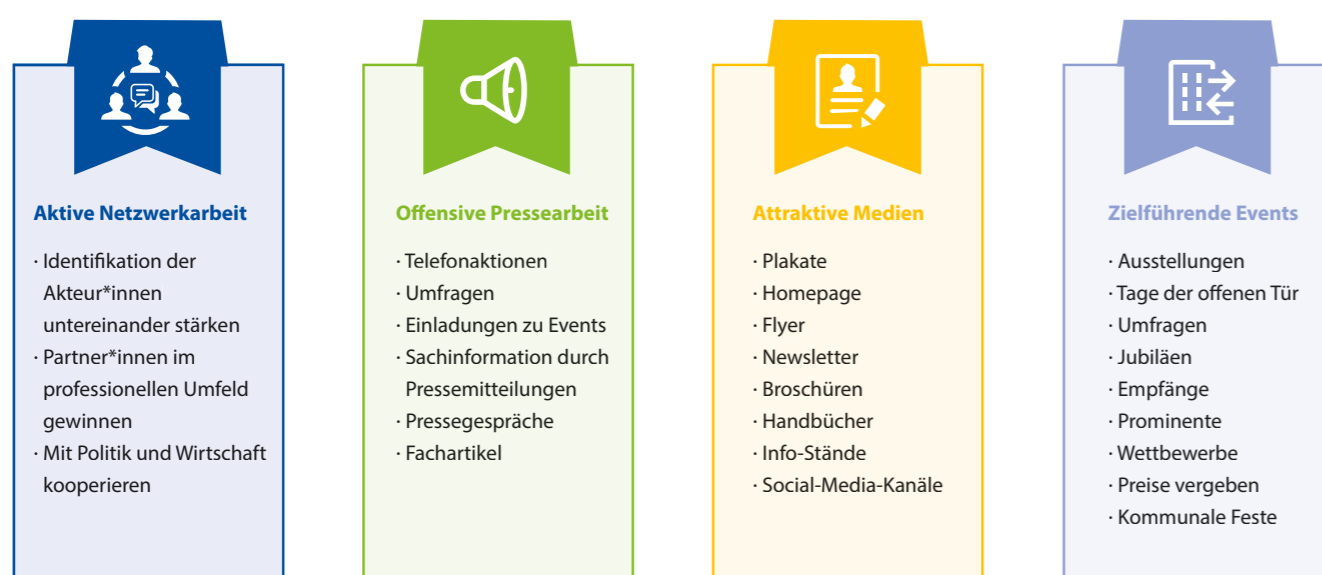 Aktive Netzwerkarbeit
· Identifikation der
Akteur*innen
untereinander stärken
· Partner*innen im
professionellen Umfeld
gewinnen
· Mit Politik und Wirtschaft
kooperieren
Offensive Pressearbeit
· Telefonaktionen
· Umfragen
· Einladungen zu Events
· Sachinformation durch
Pressemitteilungen
· Pressegespräche
· Fachartikel
Attraktive Medien
· Plakate
· Homepage
· Flyer
· Newsletter
· Broschüren
· Handbücher
· Info-Stände
· Social-Media-Kanäle
Zielführende Events
· Ausstellungen
· Tage der offenen Tür
· Umfragen
· Jubiläen
· Empfänge
· Prominente
· Wettbewerbe
· Preise vergeben
· Kommunale Feste